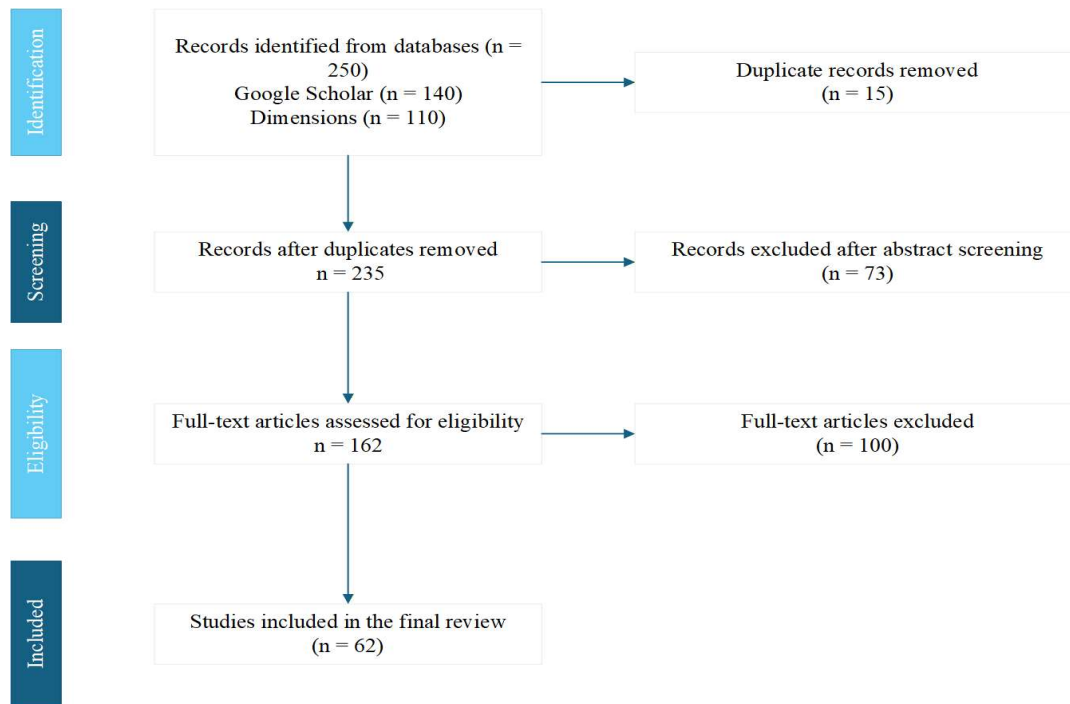 Identification
Records identified from databases (n =
250)
Google Scholar (n = 140)
Dimensions (n = 110)
Duplicate records removed
(n = 15)
Screening
Records after duplicates removed
n = 235
Records excluded after abstract screening
(n = 73)
Eligibility
Full-text articles assessed for eligibility
n = 162
Full-text articles excluded
(n = 100)
Included
Studies included in the final review
(n = 62)